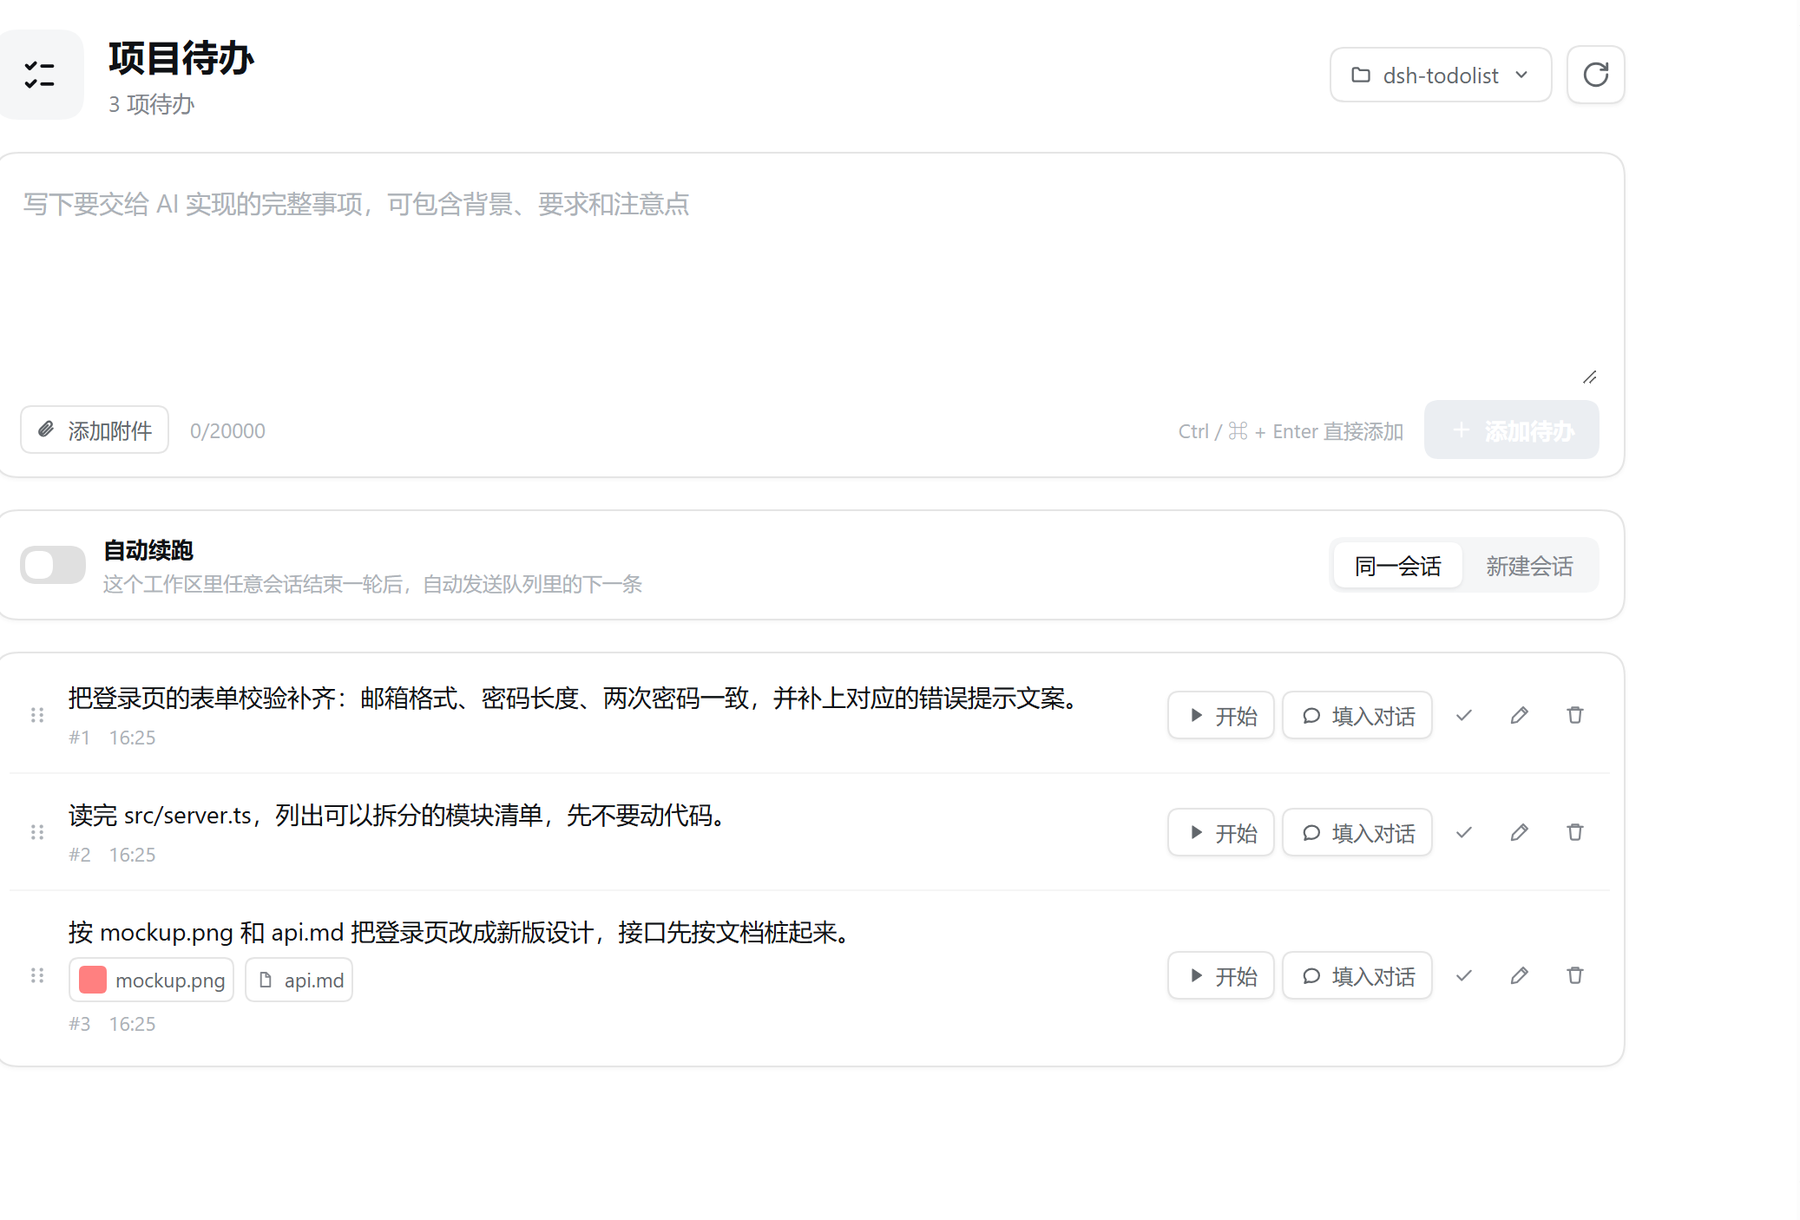 项目待办
3 项待办
dsh-todolist
写下要交给 AI 实现的完整事项，可包含背景、要求和注意点
添加附件
0/20000
Ctrl / ⌘ + Enter 直接添加
+ 添加待办
自动续跑
这个工作区里任意会话结束一轮后，自动发送队列里的下一条
同一会话
新建会话
把登录页的表单校验补齐：邮箱格式、密码长度、两次密码一致，并补上对应的错误提示文案。
#1 16:25
开始
填入对话
读完 src/server.ts，列出可以拆分的模块清单，先不要动代码。
#2 16:25
开始
填入对话
按 mockup.png 和 api.md 把登录页改成新版设计，接口先按文档桩起来。
mockup.png
api.md
#3 16:25
开始
填入对话